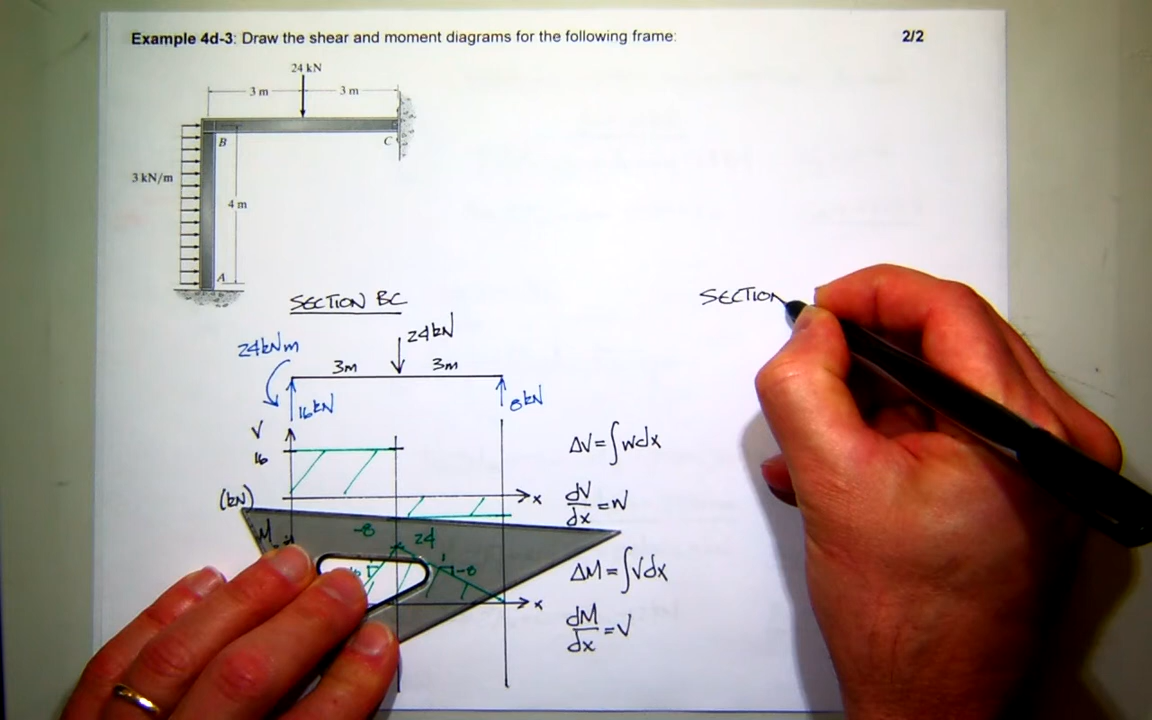 Example 4d-3: Draw the shear and moment diagrams for the following frame: 2/2
24 kN
3 m 3 m
B C
3 kN/m
4 m
A
SECTION BC
SECTION
24kN
24kNm
3m 3m
16kN 8kN
V
16
ΔV=∫wdx
(kN) x
dV/dx=W
M -8 24
-8
ΔM=∫Vdx
x
dM/dx=V